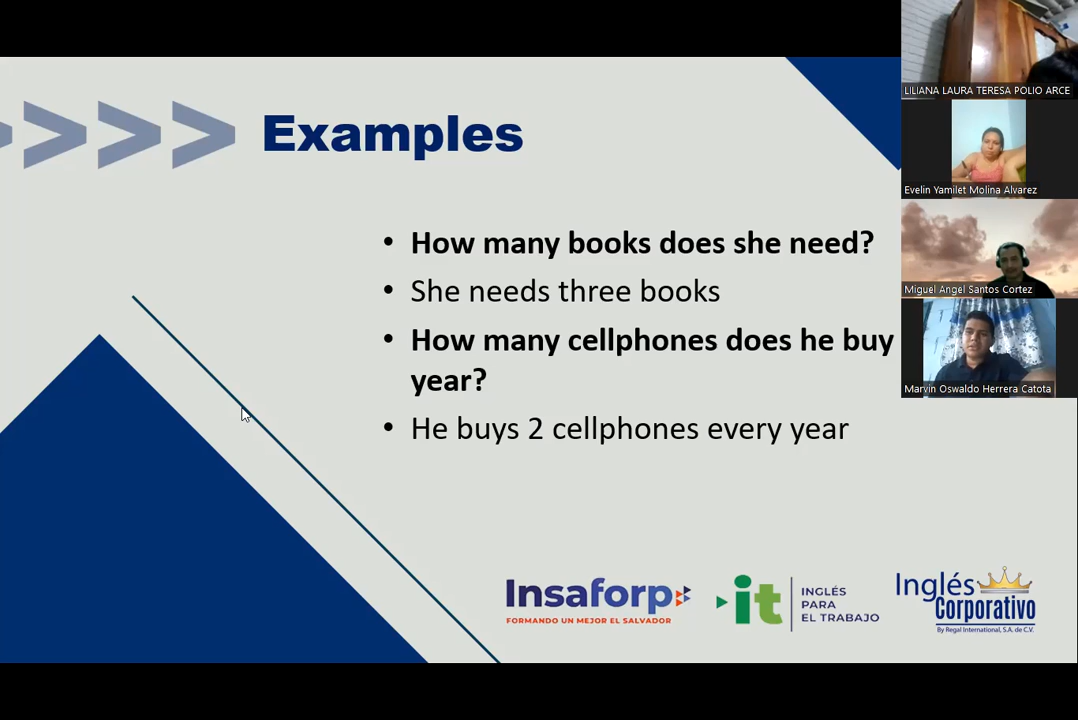 Examples
• How many books does she need?
• She needs three books
• How many cellphones does he buy
year?
• He buys 2 cellphones every year
LILIANA LAURA TERESA POLIO ARCE
Evelin Yamilet Molina Alvarez
Miguel Angel Santos Cortez
Marvin Oswaldo Herrera Catota
Insaforp
FORMANDO UN MEJOR EL SALVADOR
it
INGLÉS
PARA
EL TRABAJO
Inglés
Corporativo
By Regal International, S.A. de C.V.